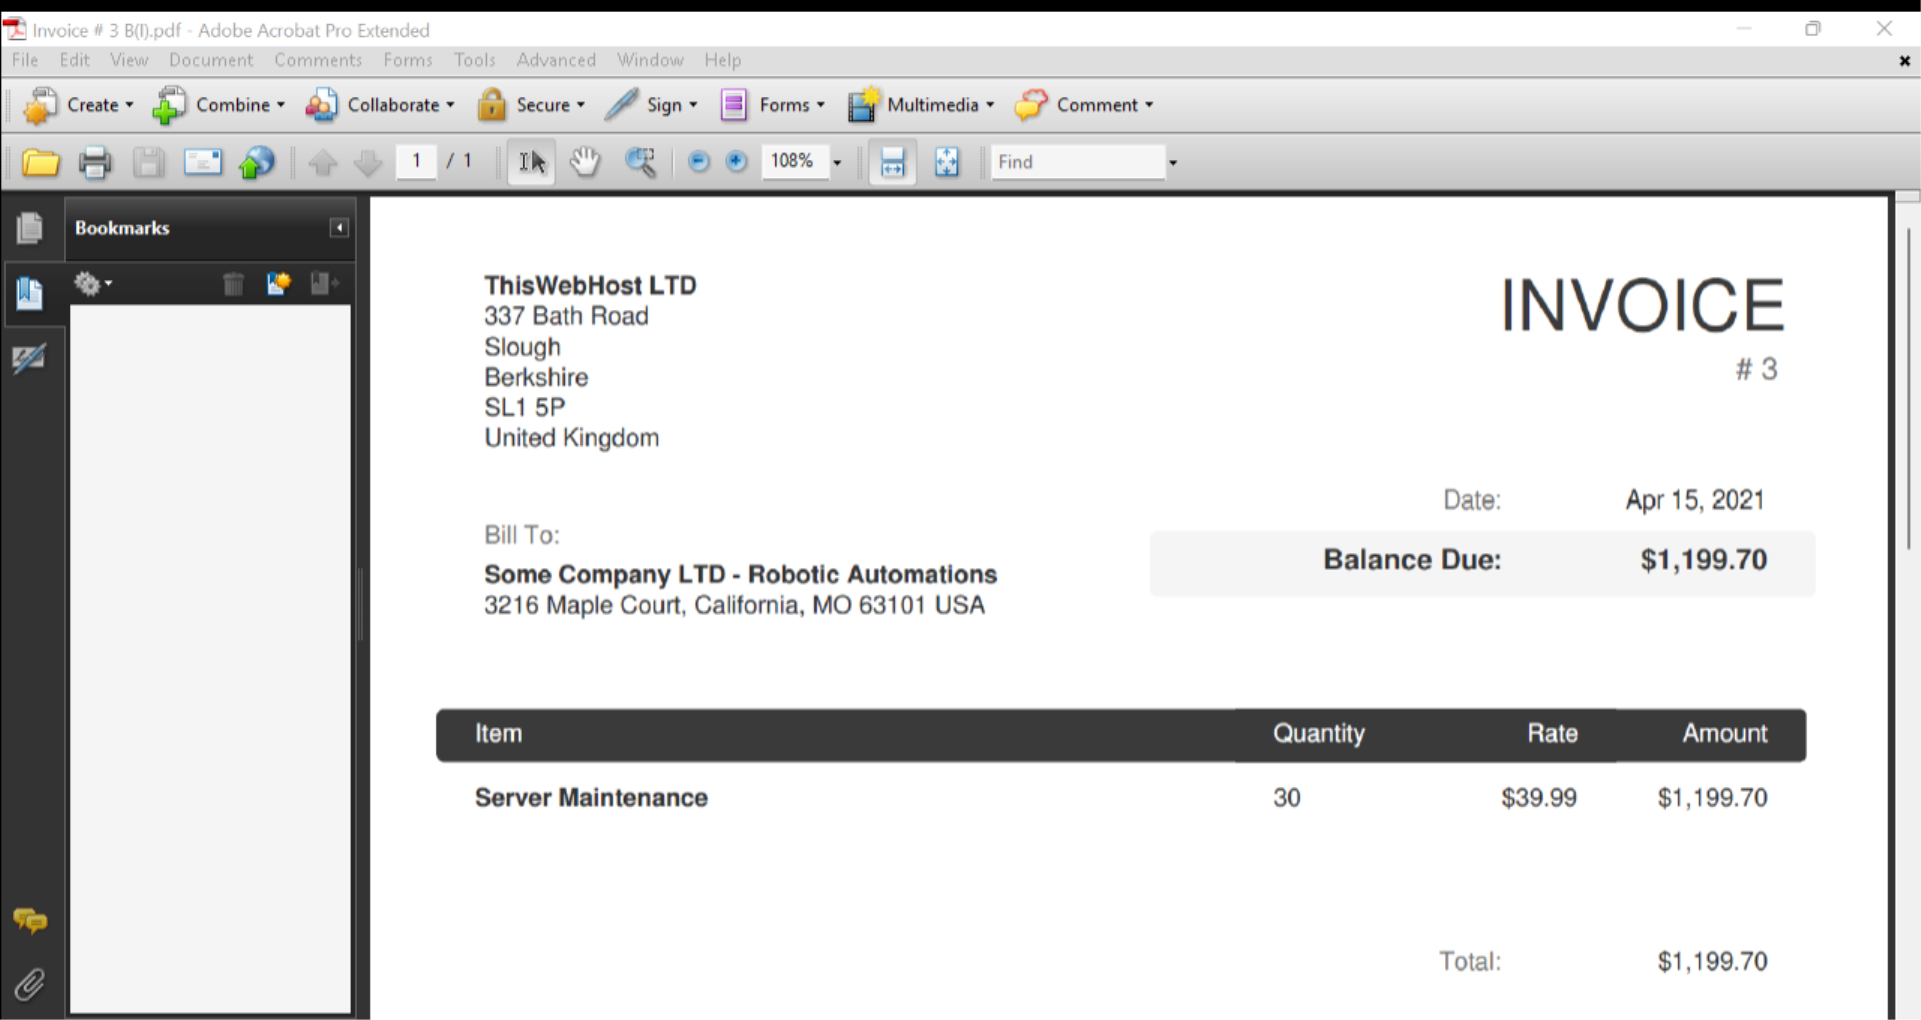 Invoice # 3 B(I).pdf - Adobe Acrobat Pro Extended
File Edit View Document Comments Forms Tools Advanced Window Help
Create Combine Collaborate Secure Sign Forms Multimedia Comment
1 / 1 108% Find
Bookmarks
ThisWebHost LTD
337 Bath Road
Slough
Berkshire
SL1 5P
United Kingdom
INVOICE
# 3
Date: Apr 15, 2021
Balance Due: $1,199.70
Bill To:
Some Company LTD - Robotic Automations
3216 Maple Court, California, MO 63101 USA
Item Quantity Rate Amount
Server Maintenance 30 $39.99 $1,199.70
Total: $1,199.70